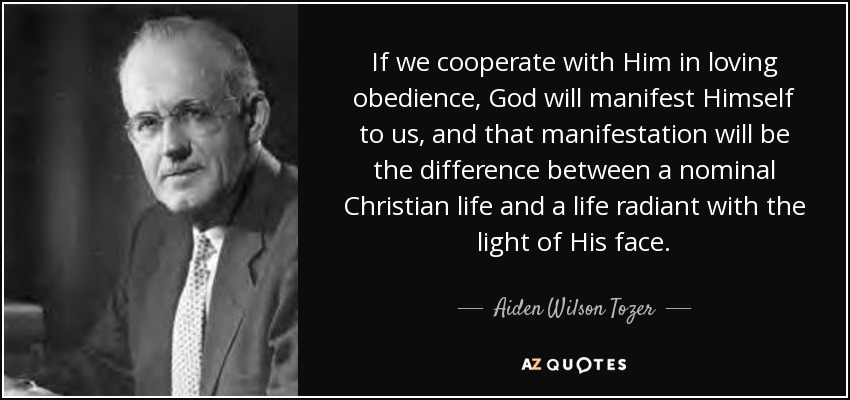 If we cooperate with Him in loving
obedience, God will manifest Himself
to us, and that manifestation will be
the difference between a nominal
Christian life and a life radiant with the
light of His face.
Aiden Wilson Tozer
AZ QUOTES